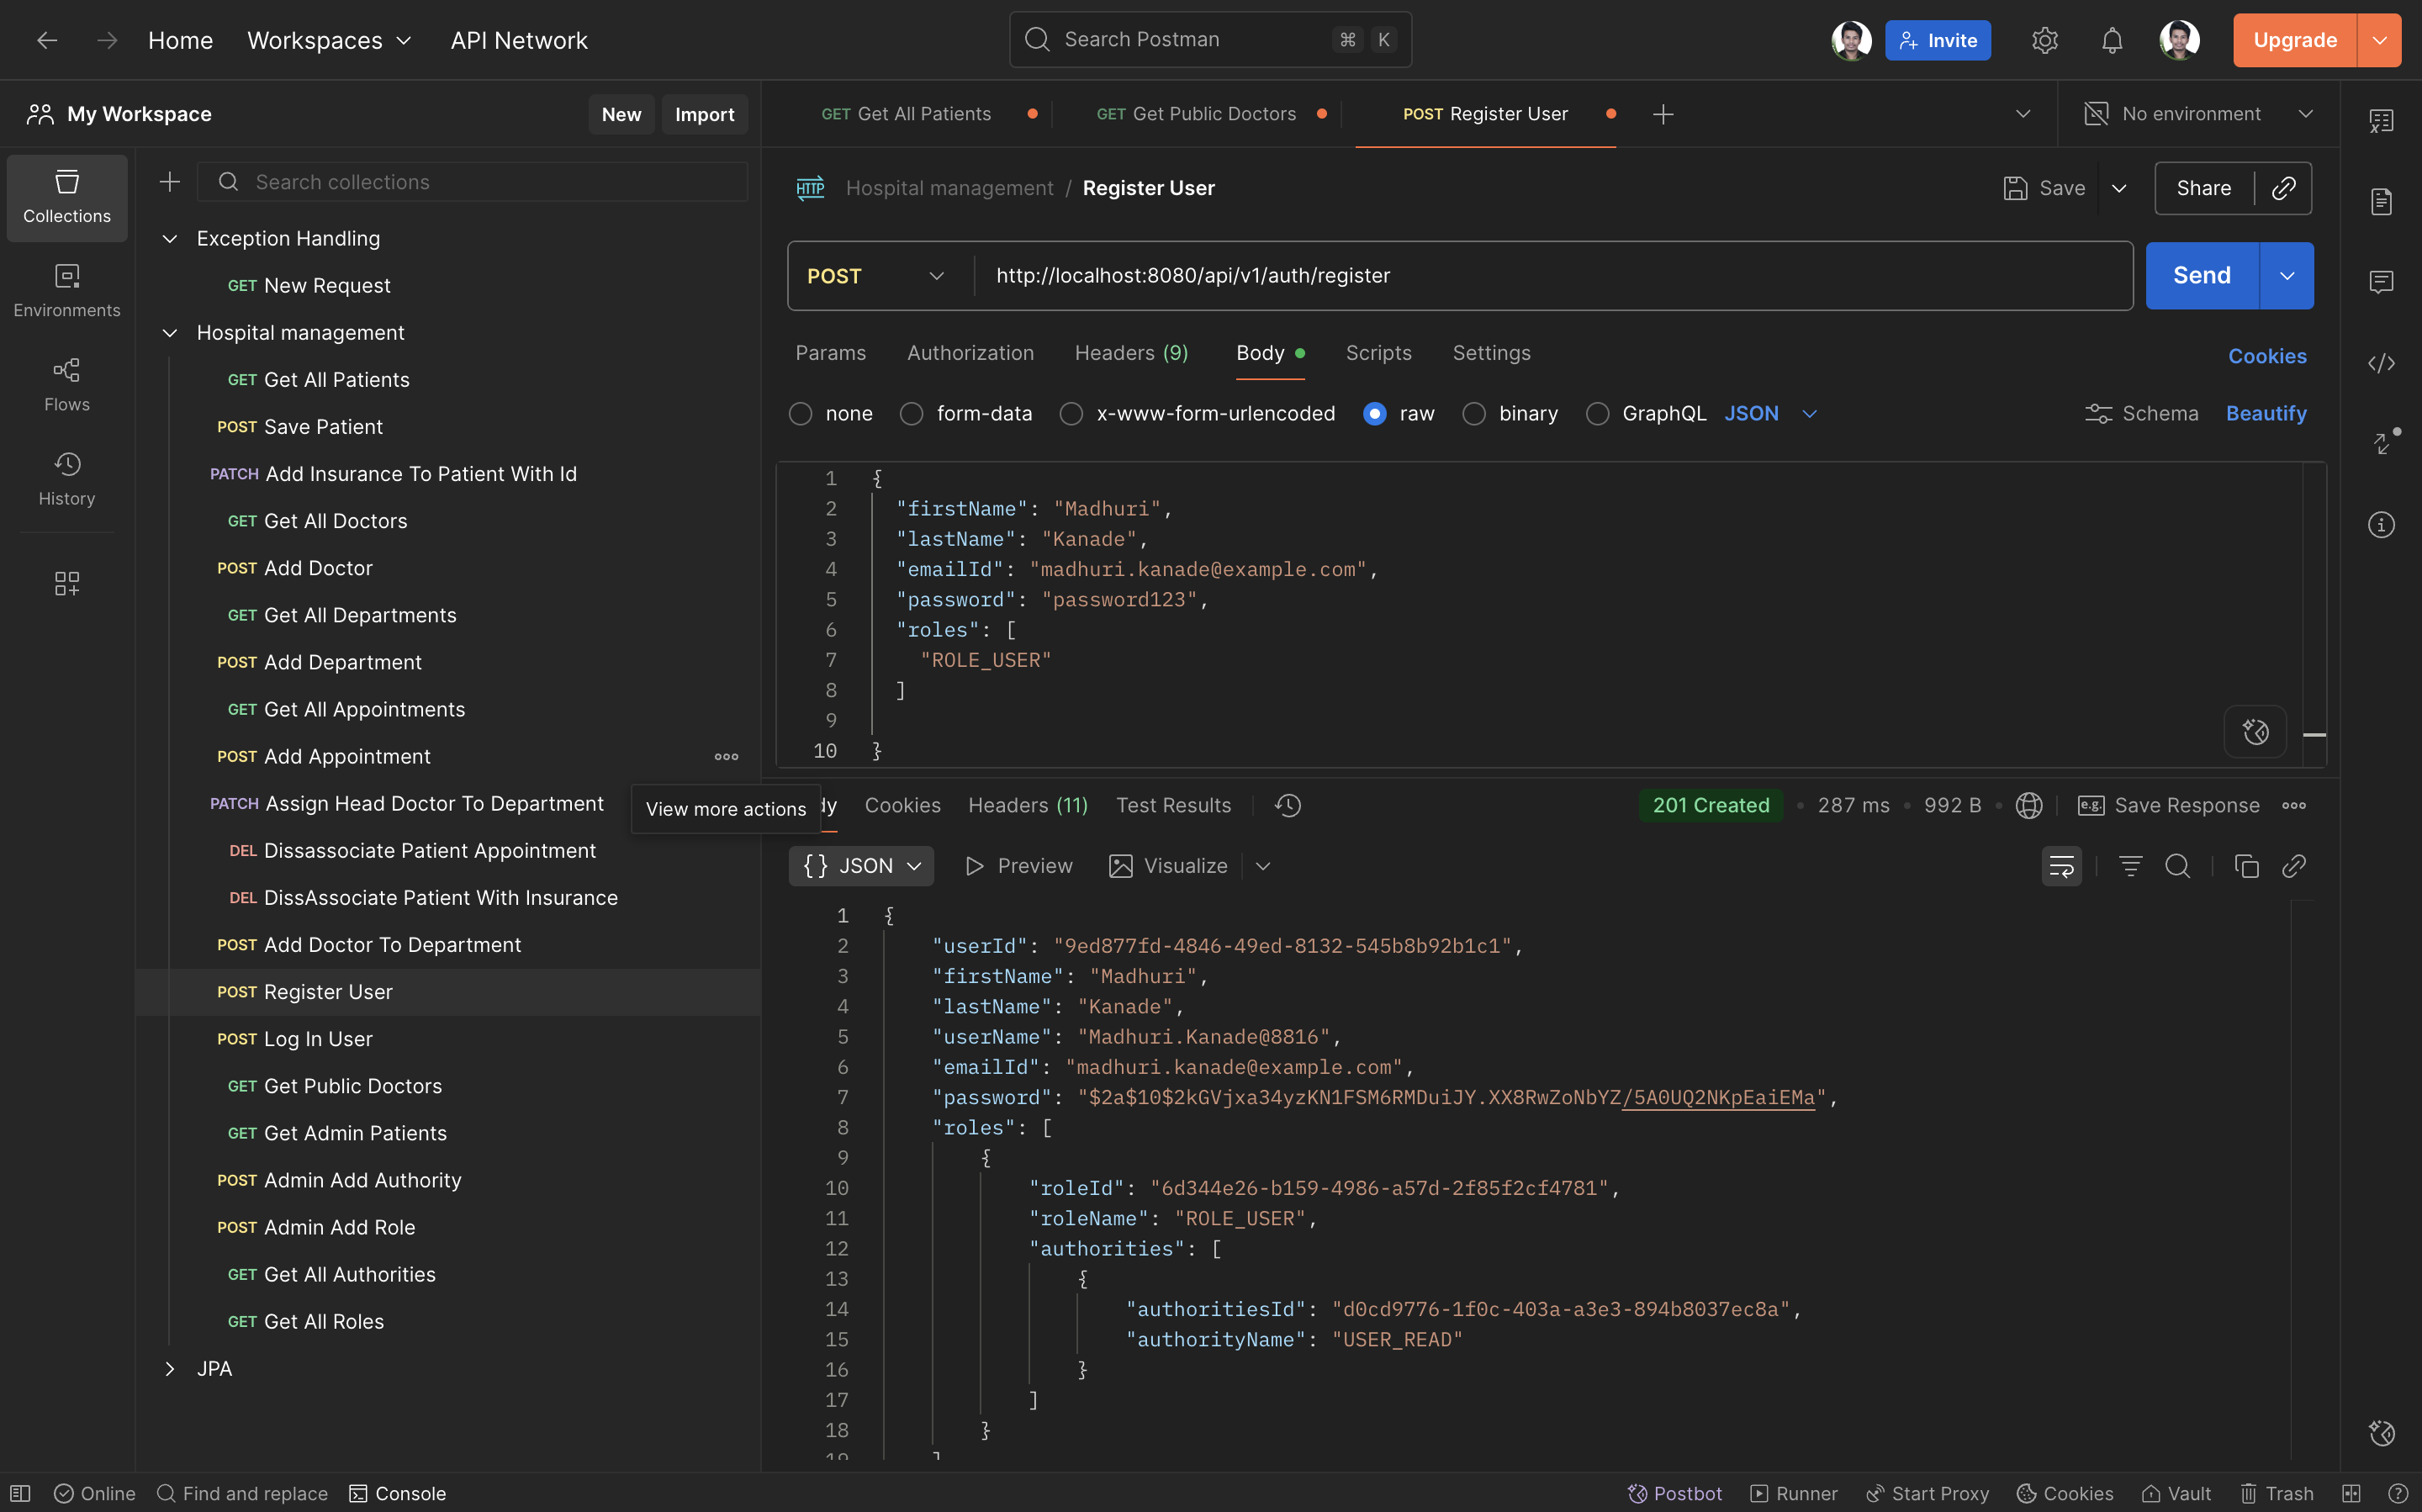 Home Workspaces API Network Search Postman ⌘ K Invite Upgrade
My Workspace New Import
GET Get All Patients GET Get Public Doctors POST Register User No environment
Collections
Environments
Flows
History
Search collections
Exception Handling
GET New Request
Hospital management
GET Get All Patients
POST Save Patient
PATCH Add Insurance To Patient With Id
GET Get All Doctors
POST Add Doctor
GET Get All Departments
POST Add Department
GET Get All Appointments
POST Add Appointment
PATCH Assign Head Doctor To Department
View more actions
DEL Dissassociate Patient Appointment
DEL DissAssociate Patient With Insurance
POST Add Doctor To Department
POST Register User
POST Log In User
GET Get Public Doctors
GET Get Admin Patients
POST Admin Add Authority
POST Admin Add Role
GET Get All Authorities
GET Get All Roles
JPA
HTTP Hospital management / Register User Save Share
POST http://localhost:8080/api/v1/auth/register Send
Params Authorization Headers (9) Body Scripts Settings Cookies
none form-data x-www-form-urlencoded raw binary GraphQL JSON Schema Beautify
1 {
2 "firstName": "Madhuri",
3 "lastName": "Kanade",
4 "emailId": "madhuri.kanade@example.com",
5 "password": "password123",
6 "roles": [
7 "ROLE_USER"
8 ]
9
10 }
dy Cookies Headers (11) Test Results 201 Created • 287 ms • 992 B • e.g. Save Response
{} JSON Preview Visualize
1 {
2 "userId": "9ed877fd-4846-49ed-8132-545b8b92b1c1",
3 "firstName": "Madhuri",
4 "lastName": "Kanade",
5 "userName": "Madhuri.Kanade@8816",
6 "emailId": "madhuri.kanade@example.com",
7 "password": "$2a$10$2kGVjxa34yzKN1FSM6RMDuiJY.XX8RwZoNbYZ/5A0UQ2NKpEaiEMa",
8 "roles": [
9 {
10 "roleId": "6d344e26-b159-4986-a57d-2f85f2cf4781",
11 "roleName": "ROLE_USER",
12 "authorities": [
13 {
14 "authoritiesId": "d0cd9776-1f0c-403a-a3e3-894b8037ec8a",
15 "authorityName": "USER_READ"
16 }
17 ]
18 }
19 ]
Online Find and replace Console Postbot Runner Start Proxy Cookies Vault Trash